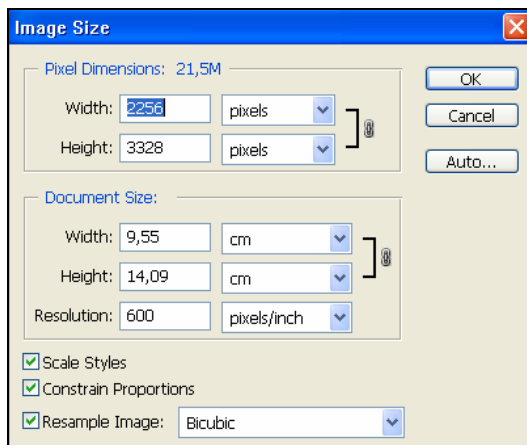 Image Size
Pixel Dimensions: 21,5M
Width: 2256 pixels
Height: 3328 pixels
Document Size:
Width: 9,55 cm
Height: 14,09 cm
Resolution: 600 pixels/inch
Scale Styles
Constrain Proportions
Resample Image: Bicubic
OK
Cancel
Auto...